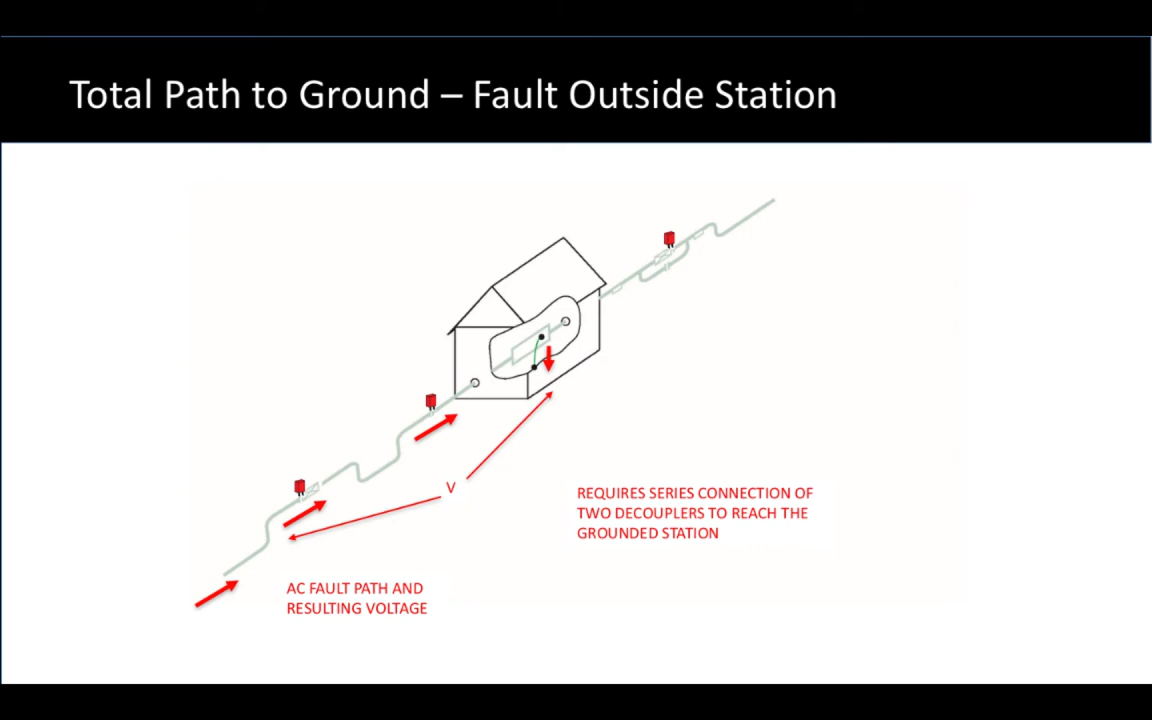 Total Path to Ground – Fault Outside Station
V
REQUIRES SERIES CONNECTION OF
TWO DECOUPLERS TO REACH THE
GROUNDED STATION
AC FAULT PATH AND
RESULTING VOLTAGE